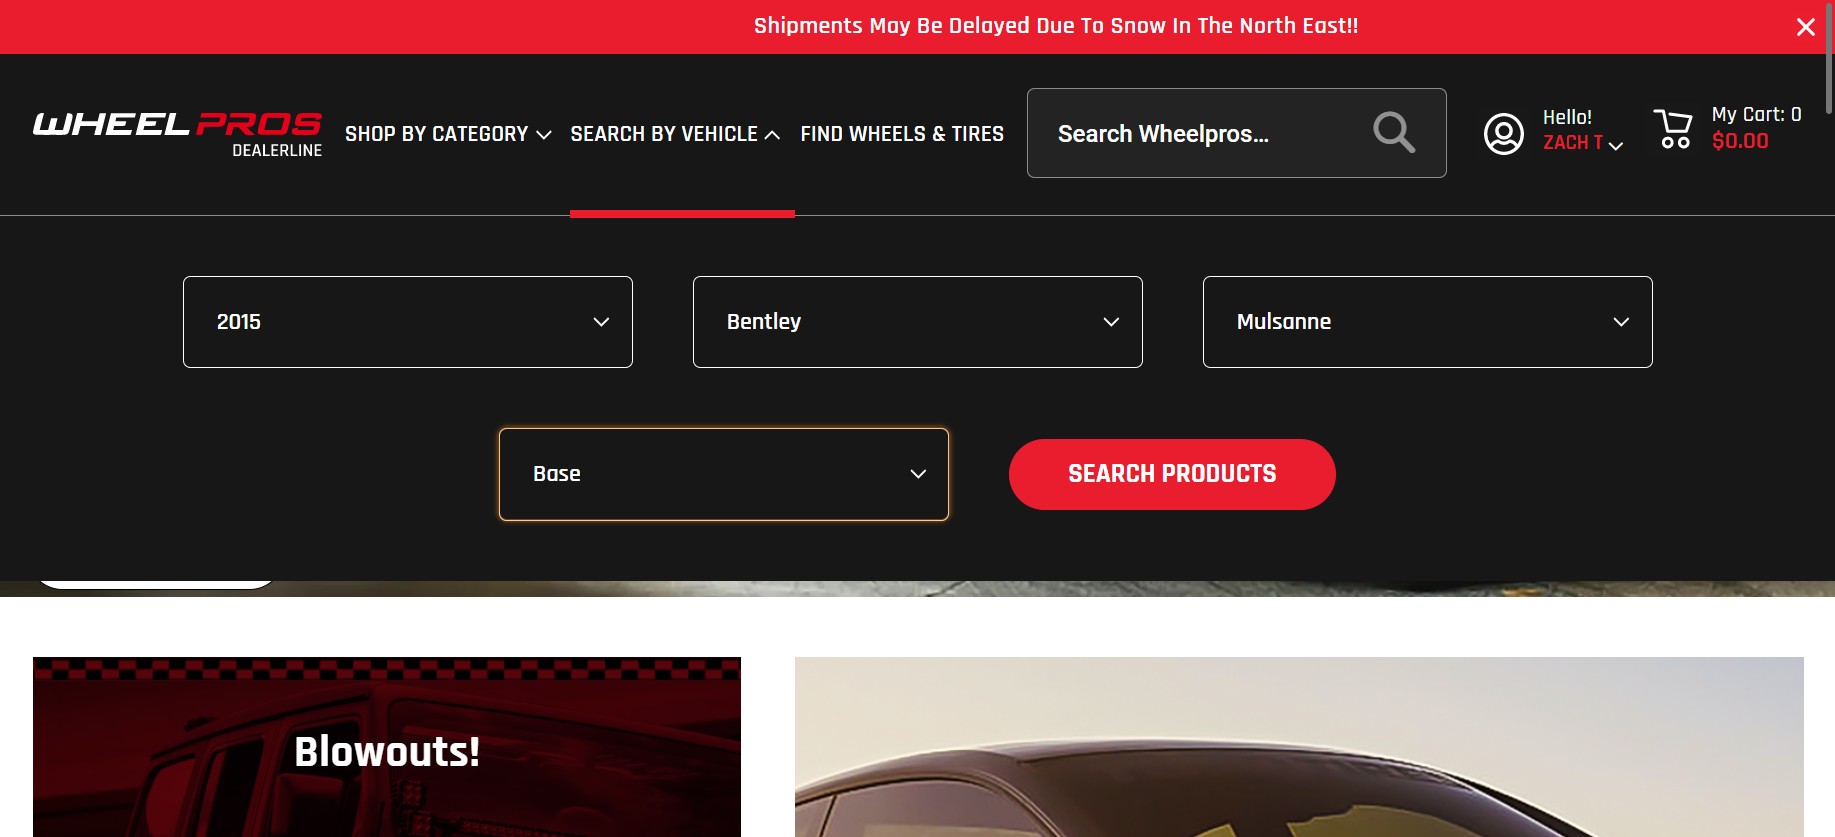 Shipments May Be Delayed Due To Snow In The North East!!
WHEEL PROS
DEALERLINE
SHOP BY CATEGORY
SEARCH BY VEHICLE
FIND WHEELS & TIRES
Search Wheelpros...
Hello!
ZACH T
My Cart: 0
$0.00
2015
Bentley
Mulsanne
Base
SEARCH PRODUCTS
Blowouts!